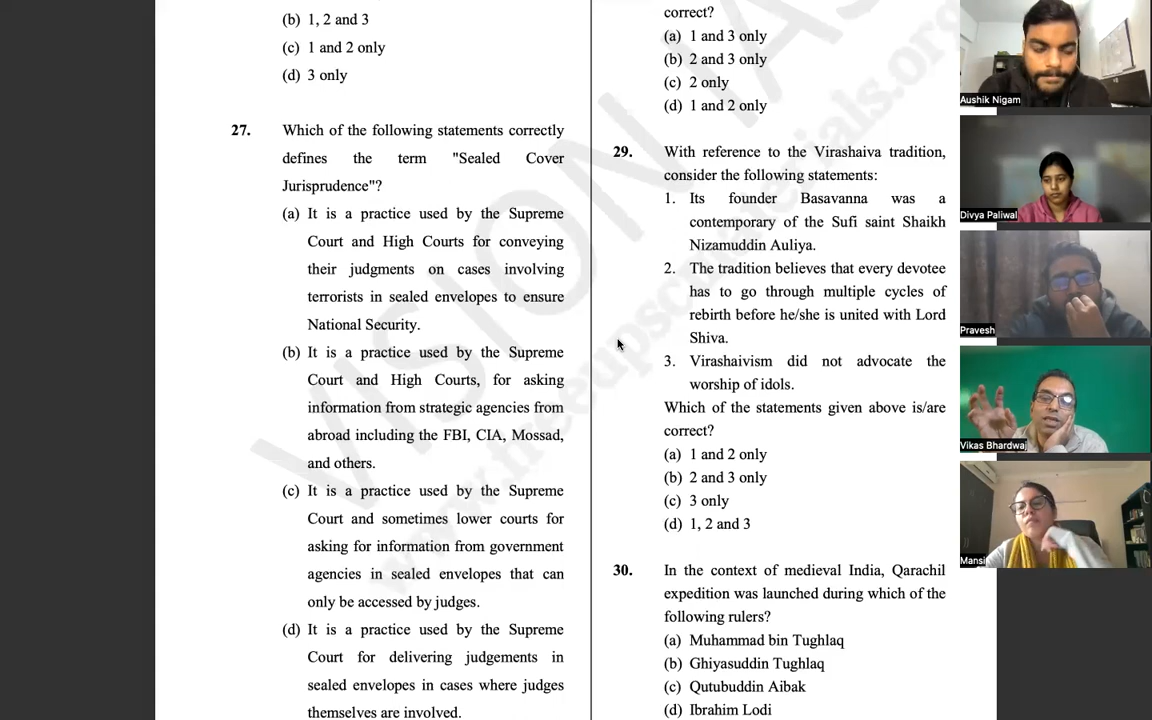 (b) 1, 2 and 3
(c) 1 and 2 only
(d) 3 only
27. Which of the following statements correctly
defines the term "Sealed Cover
Jurisprudence"?
(a) It is a practice used by the Supreme
Court and High Courts for conveying
their judgments on cases involving
terrorists in sealed envelopes to ensure
National Security.
(b) It is a practice used by the Supreme
Court and High Courts, for asking
information from strategic agencies from
abroad including the FBI, CIA, Mossad,
and others.
(c) It is a practice used by the Supreme
Court and sometimes lower courts for
asking for information from government
agencies in sealed envelopes that can
only be accessed by judges.
(d) It is a practice used by the Supreme
Court for delivering judgements in
sealed envelopes in cases where judges
themselves are involved.
correct?
(a) 1 and 3 only
(b) 2 and 3 only
(c) 2 only
(d) 1 and 2 only
29. With reference to the Virashaiva tradition,
consider the following statements:
1. Its founder Basavanna was a
contemporary of the Sufi saint Shaikh
Nizamuddin Auliya.
2. The tradition believes that every devotee
has to go through multiple cycles of
rebirth before he/she is united with Lord
Shiva.
3. Virashaivism did not advocate the
worship of idols.
Which of the statements given above is/are
correct?
(a) 1 and 2 only
(b) 2 and 3 only
(c) 3 only
(d) 1, 2 and 3
30. In the context of medieval India, Qarachil
expedition was launched during which of the
following rulers?
(a) Muhammad bin Tughlaq
(b) Ghiyasuddin Tughlaq
(c) Qutubuddin Aibak
(d) Ibrahim Lodi
VISION IAS
www.freeupscmaterials.org
Aushik Nigam
Divya Paliwal
Pravesh
Vikas Bhardwaj
Mansi